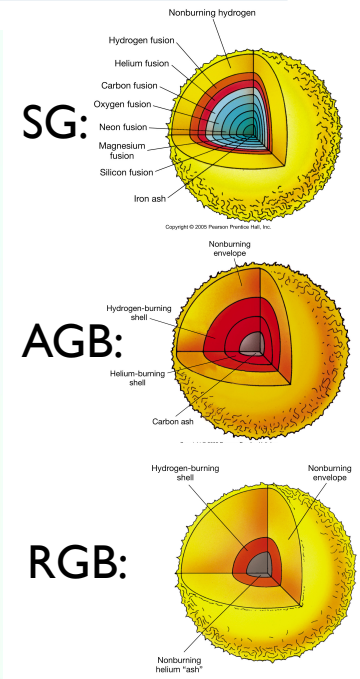 Nonburning hydrogen
Hydrogen fusion
Helium fusion
Carbon fusion
Oxygen fusion
SG:
Neon fusion
Magnesium
fusion
Silicon fusion
Iron ash
Copyright © 2005 Pearson Prentice Hall, Inc.
Nonburning
envelope
Hydrogen-burning
shell
AGB:
Helium-burning
shell
Carbon ash
Hydrogen-burning
shell
Nonburning
envelope
RGB:
Nonburning
helium “ash”